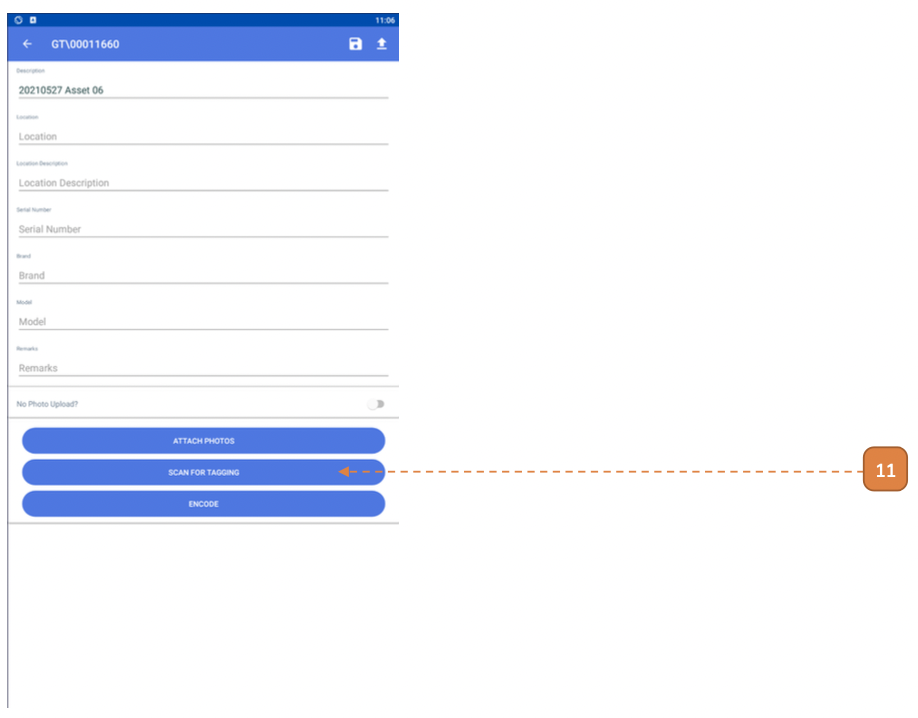 11:06
GT\00011660
Description
20210527 Asset 06
Location
Location
Location Description
Location Description
Serial Number
Serial Number
Brand
Brand
Model
Model
Remarks
Remarks
No Photo Upload?
ATTACH PHOTOS
SCAN FOR TAGGING
11
ENCODE